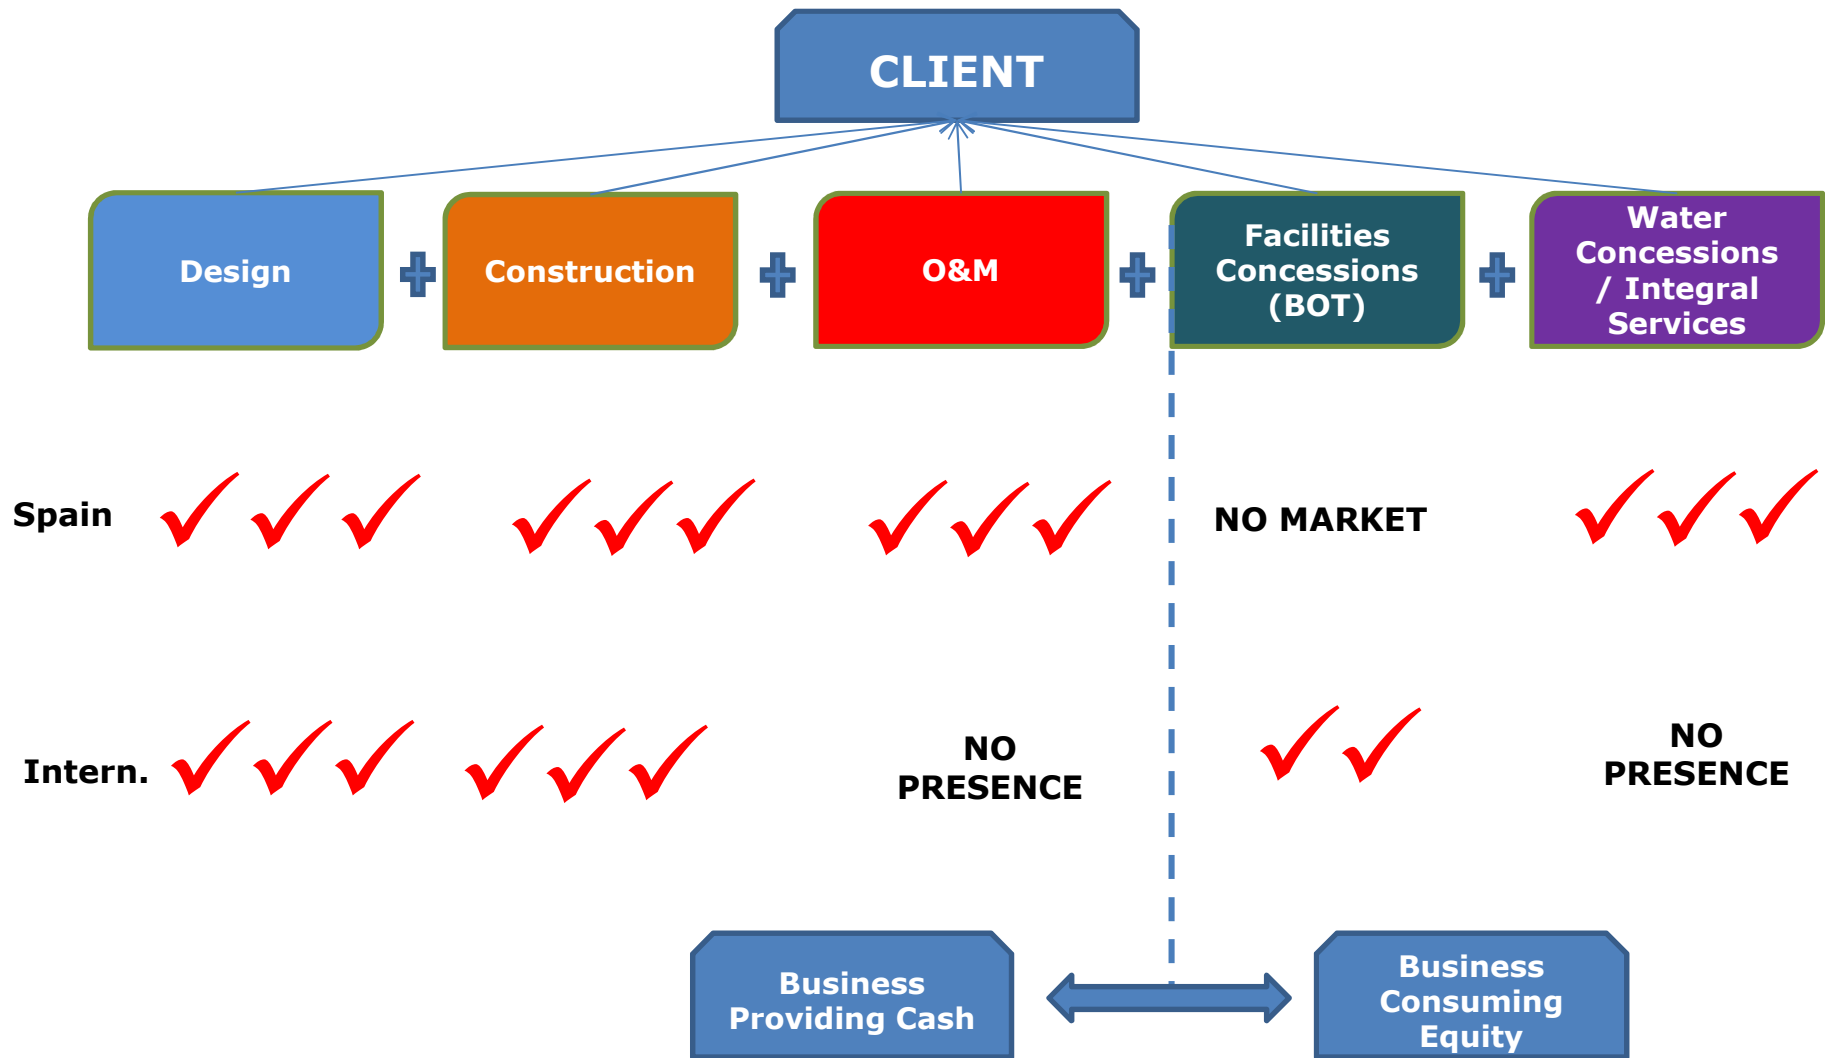 CLIENT
Design
Construction
O&M
Facilities
Concessions
(BOT)
Water
Concessions
/ Integral
Services
Spain
NO MARKET
Intern.
NO
PRESENCE
NO
PRESENCE
Business
Providing Cash
Business
Consuming
Equity